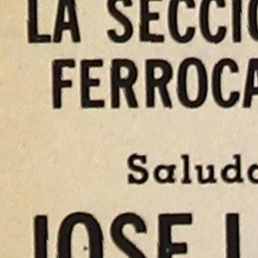 LA SECCIO
FERROCA
Saluda
JOSE L